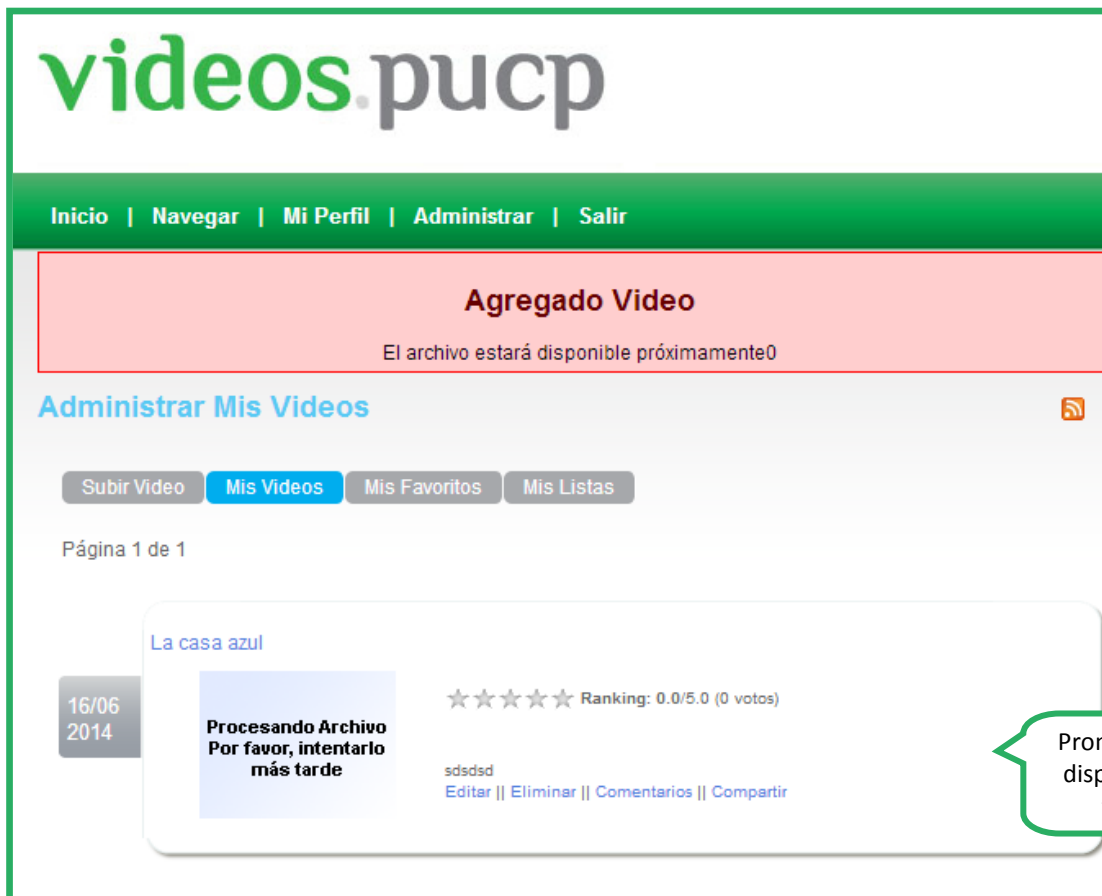 videos.pucp
Inicio | Navegar | Mi Perfil | Administrar | Salir
Agregado Video
El archivo estará disponible próximamente0
Administrar Mis Videos
Subir Video Mis Videos Mis Favoritos Mis Listas
Página 1 de 1
La casa azul
16/06
2014
Procesando Archivo
Por favor, intentarlo
más tarde
Ranking: 0.0/5.0 (0 votos)
sdsdsd
Editar || Eliminar || Comentarios || Compartir